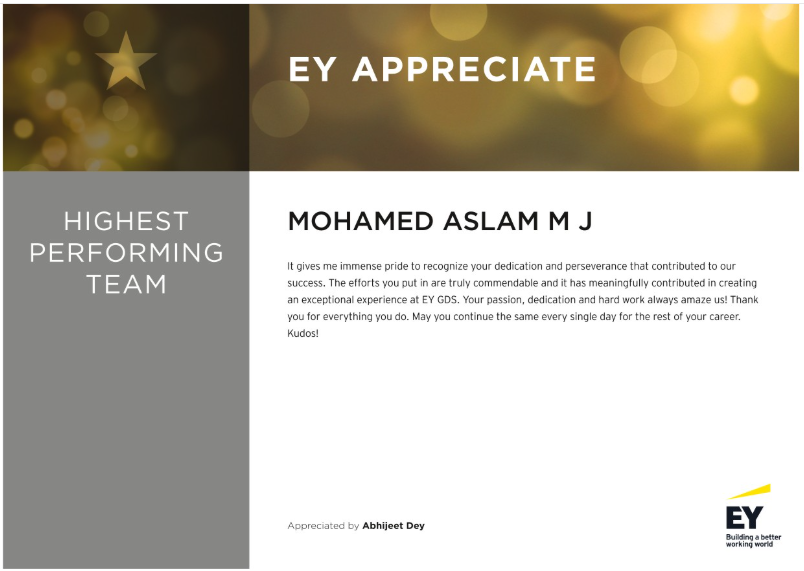 EY APPRECIATE
HIGHEST
PERFORMING
TEAM
MOHAMED ASLAM M J
It gives me immense pride to recognize your dedication and perseverance that contributed to our
success. The efforts you put in are truly commendable and it has meaningfully contributed in creating
an exceptional experience at EY GDS. Your passion, dedication and hard work always amaze us! Thank
you for everything you do. May you continue the same every single day for the rest of your career.
Kudos!
Appreciated by Abhijeet Dey
EY
Building a better
working world